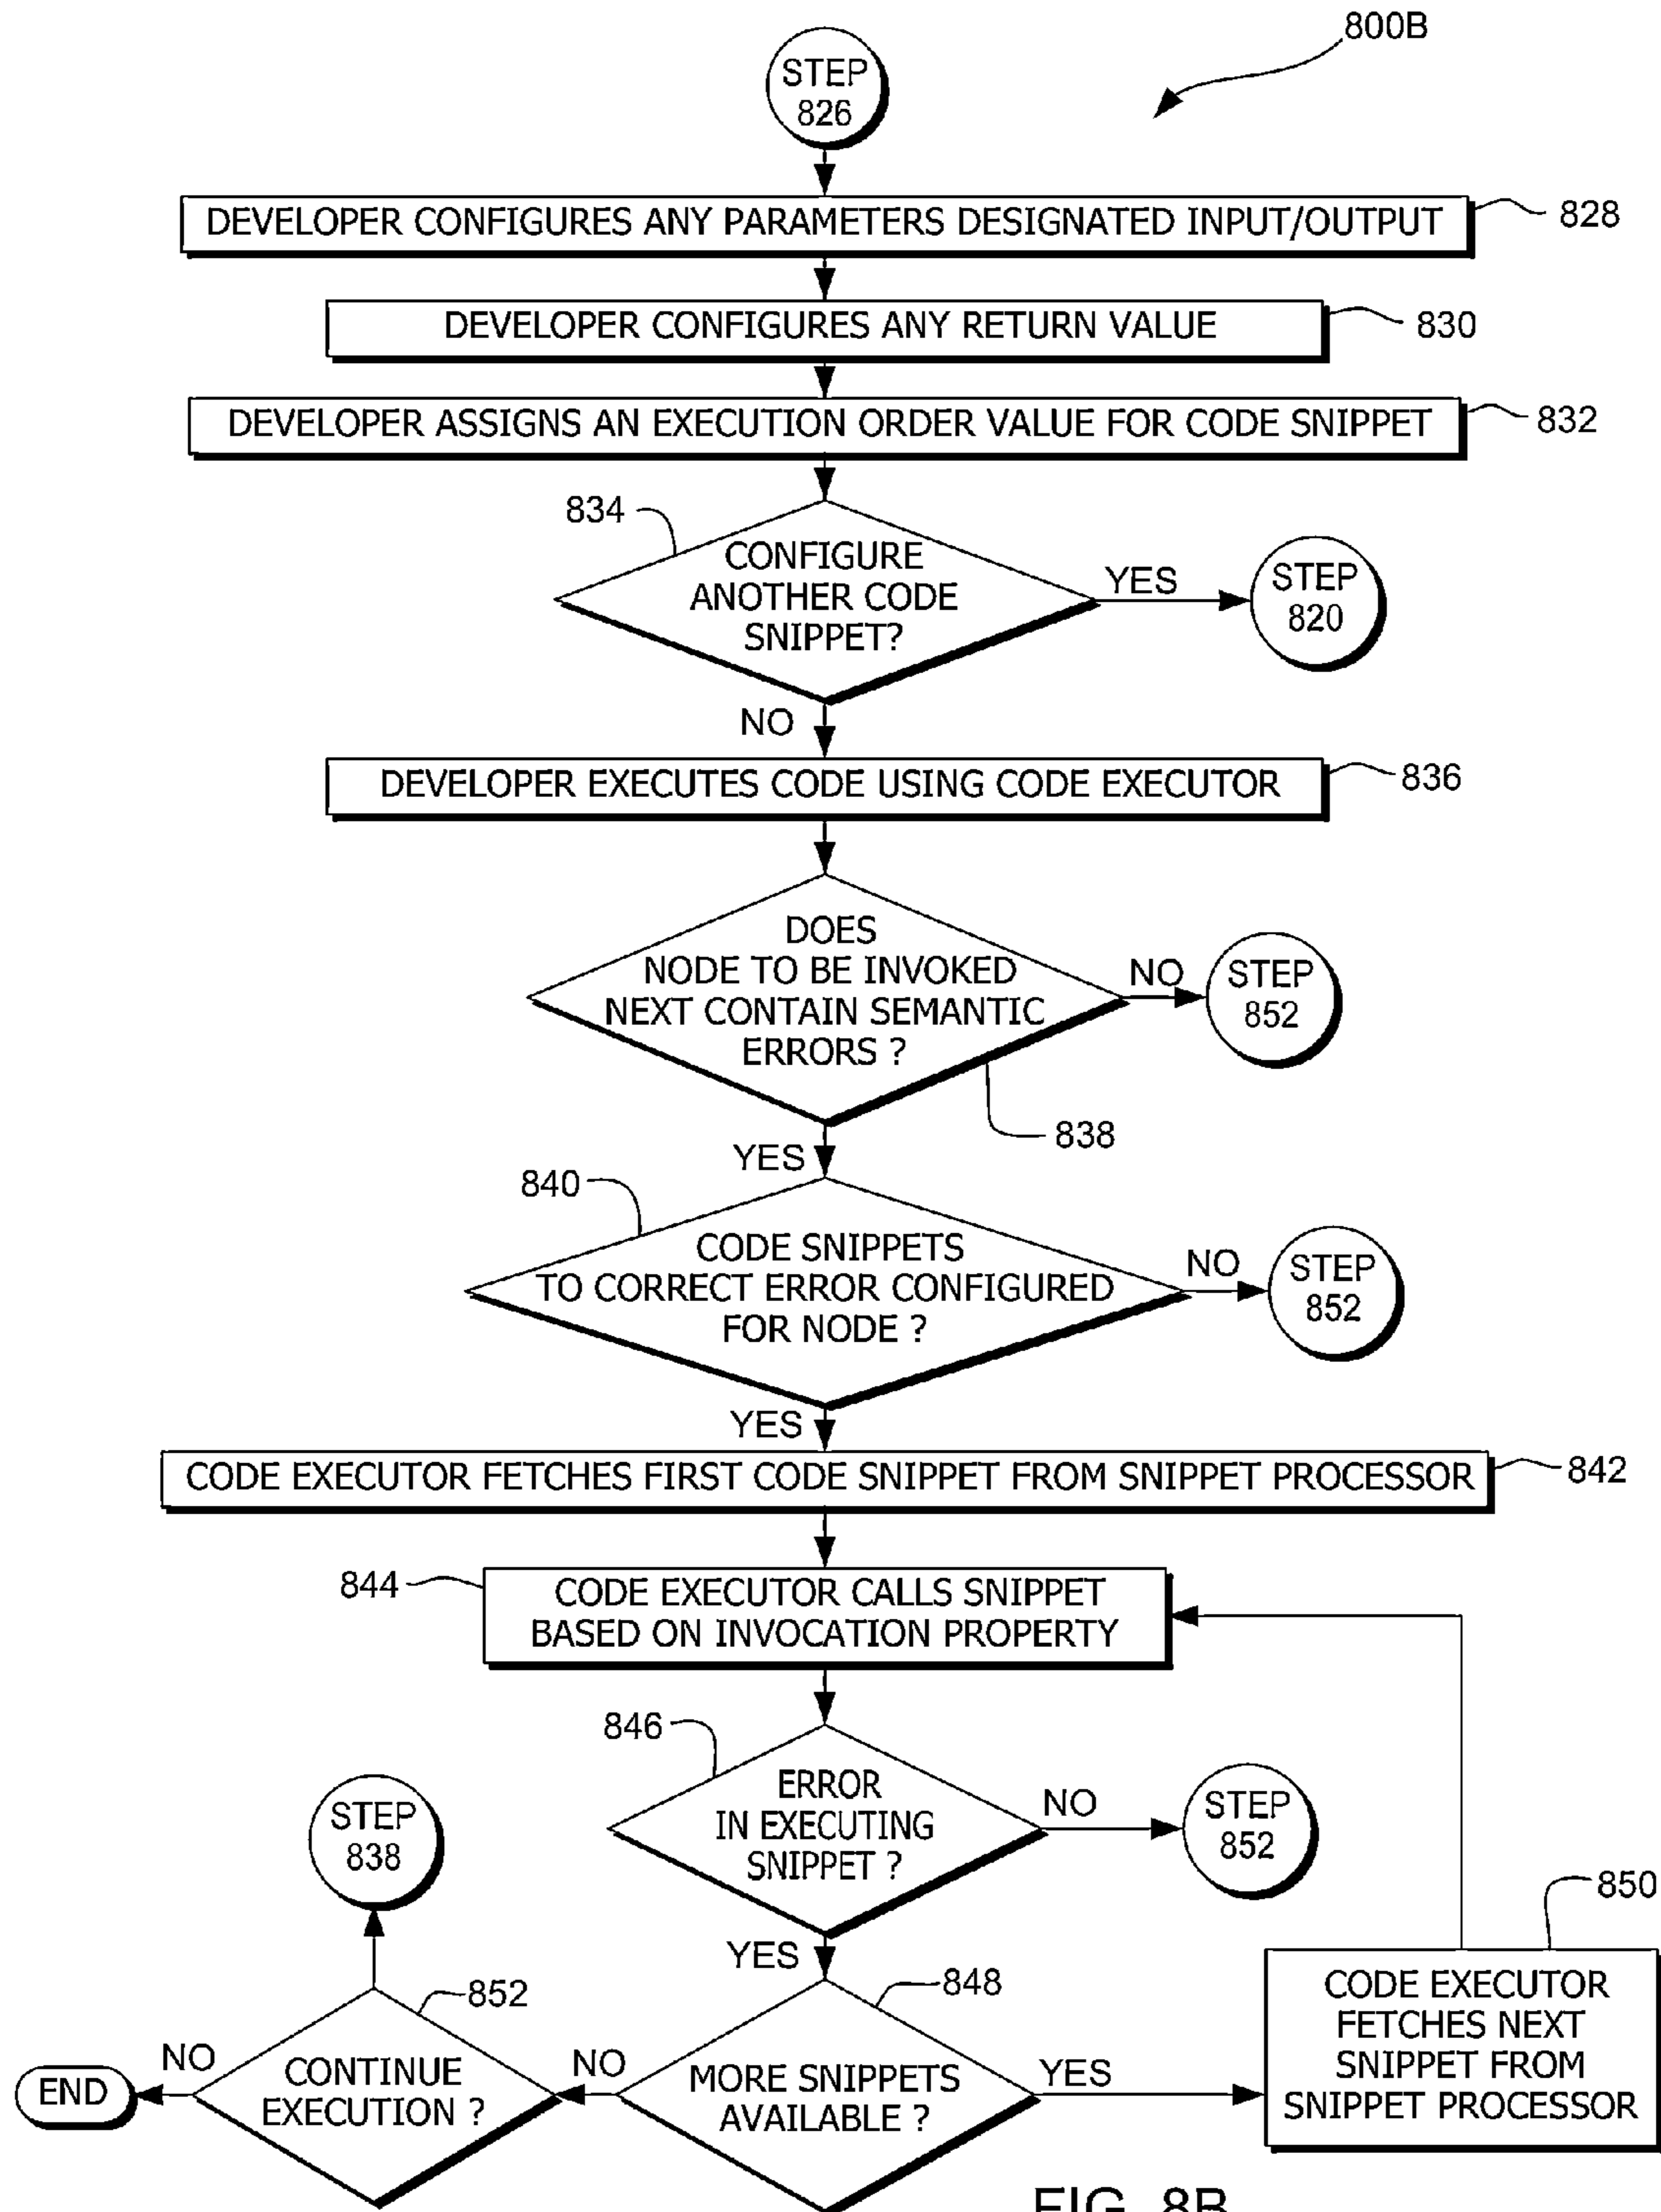 800B
STEP
826
DEVELOPER CONFIGURES ANY PARAMETERS DESIGNATED INPUT/OUTPUT
828
DEVELOPER CONFIGURES ANY RETURN VALUE
830
DEVELOPER ASSIGNS AN EXECUTION ORDER VALUE FOR CODE SNIPPET
832
834
CONFIGURE
ANOTHER CODE
SNIPPET?
YES
STEP
820
NO
DEVELOPER EXECUTES CODE USING CODE EXECUTOR
836
DOES
NODE TO BE INVOKED
NEXT CONTAIN SEMANTIC
ERRORS ?
NO
STEP
852
838
YES
840
CODE SNIPPETS
TO CORRECT ERROR CONFIGURED
FOR NODE ?
NO
STEP
852
YES
CODE EXECUTOR FETCHES FIRST CODE SNIPPET FROM SNIPPET PROCESSOR
842
844
CODE EXECUTOR CALLS SNIPPET
BASED ON INVOCATION PROPERTY
846
ERROR
IN EXECUTING
SNIPPET ?
NO
STEP
852
STEP
838
YES
848
850
CODE EXECUTOR
FETCHES NEXT
SNIPPET FROM
SNIPPET PROCESSOR
852
CONTINUE
EXECUTION ?
NO
END
NO
MORE SNIPPETS
AVAILABLE ?
YES
FIG. 8B